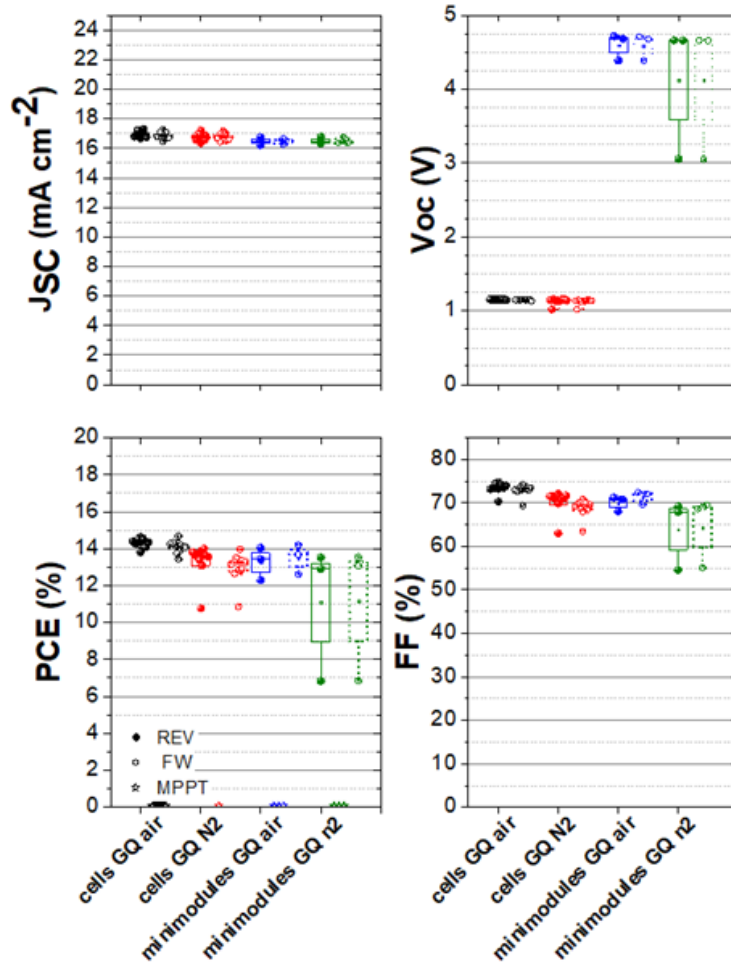 J_SC (mA cm^-2)
24
22
20
18
16
14
12
10
8
6
4
2
0
Voc (V)
5
4
3
2
1
0
PCE (%)
20
18
16
14
12
10
8
6
4
2
0
REV
FW
MPPT
cells GQ air
cells GQ N2
minimodules GQ air
minimodules GQ n2
FF (%)
80
70
60
50
40
30
20
10
0
cells GQ air
cells GQ N2
minimodules GQ air
minimodules GQ n2